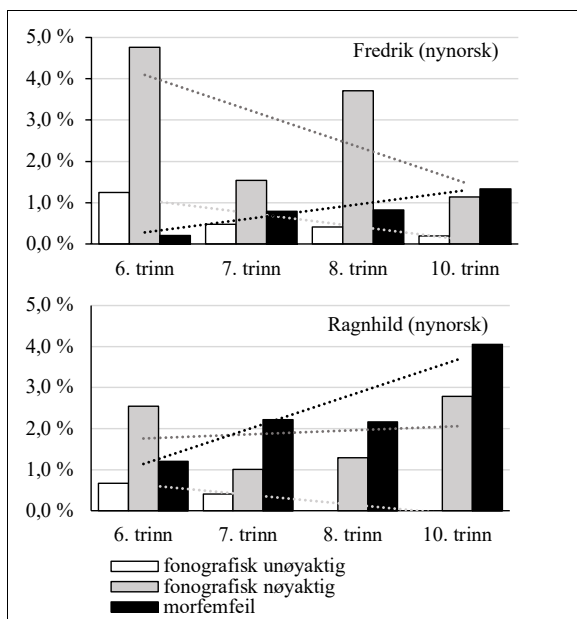 5,0 %
Fredrik (nynorsk)
4,0 %
3,0 %
2,0 %
1,0 %
0,0 %
6. trinn 7. trinn 8. trinn 10. trinn
5,0 %
Ragnhild (nynorsk)
4,0 %
3,0 %
2,0 %
1,0 %
0,0 %
6. trinn 7. trinn 8. trinn 10. trinn
fonografisk unøyaktig
fonografisk nøyaktig
morfemfeil